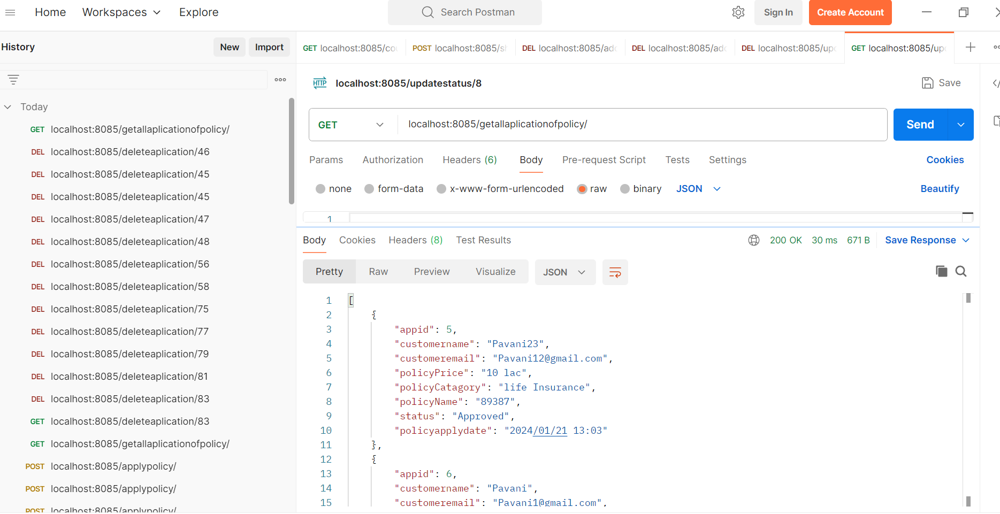 Home Workspaces Explore Search Postman Sign In Create Account
History New Import
GET localhost:8085/cou POST localhost:8085/sh DEL localhost:8085/add DEL localhost:8085/add DEL localhost:8085/upd GET localhost:8085/upd
HTTP localhost:8085/updatestatus/8 Save
Today
GET localhost:8085/getallaplicationofpolicy/
DEL localhost:8085/deleteaplication/46
DEL localhost:8085/deleteaplication/45
DEL localhost:8085/deleteaplication/45
DEL localhost:8085/deleteaplication/47
DEL localhost:8085/deleteaplication/48
DEL localhost:8085/deleteaplication/56
DEL localhost:8085/deleteaplication/58
DEL localhost:8085/deleteaplication/75
DEL localhost:8085/deleteaplication/77
DEL localhost:8085/deleteaplication/79
DEL localhost:8085/deleteaplication/81
DEL localhost:8085/deleteaplication/83
GET localhost:8085/deleteaplication/83
GET localhost:8085/getallaplicationofpolicy/
POST localhost:8085/applypolicy/
POST localhost:8085/applypolicy/
POST localhost:8085/applypolicy/
GET localhost:8085/getallaplicationofpolicy/ Send
Params Authorization Headers (6) Body Pre-request Script Tests Settings Cookies
none form-data x-www-form-urlencoded raw binary JSON Beautify
1
Body Cookies Headers (8) Test Results 200 OK 30 ms 671 B Save Response
Pretty Raw Preview Visualize JSON
1 [
2 {
3 "appid": 5,
4 "customername": "Pavani23",
5 "customeremail": "Pavani12@gmail.com",
6 "policyPrice": "10 lac",
7 "policyCatagory": "life Insurance",
8 "policyName": "89387",
9 "status": "Approved",
10 "policyapplydate": "2024/01/21 13:03"
11 },
12 {
13 "appid": 6,
14 "customername": "Pavani",
15 "customeremail": "Pavani1@gmail.com",